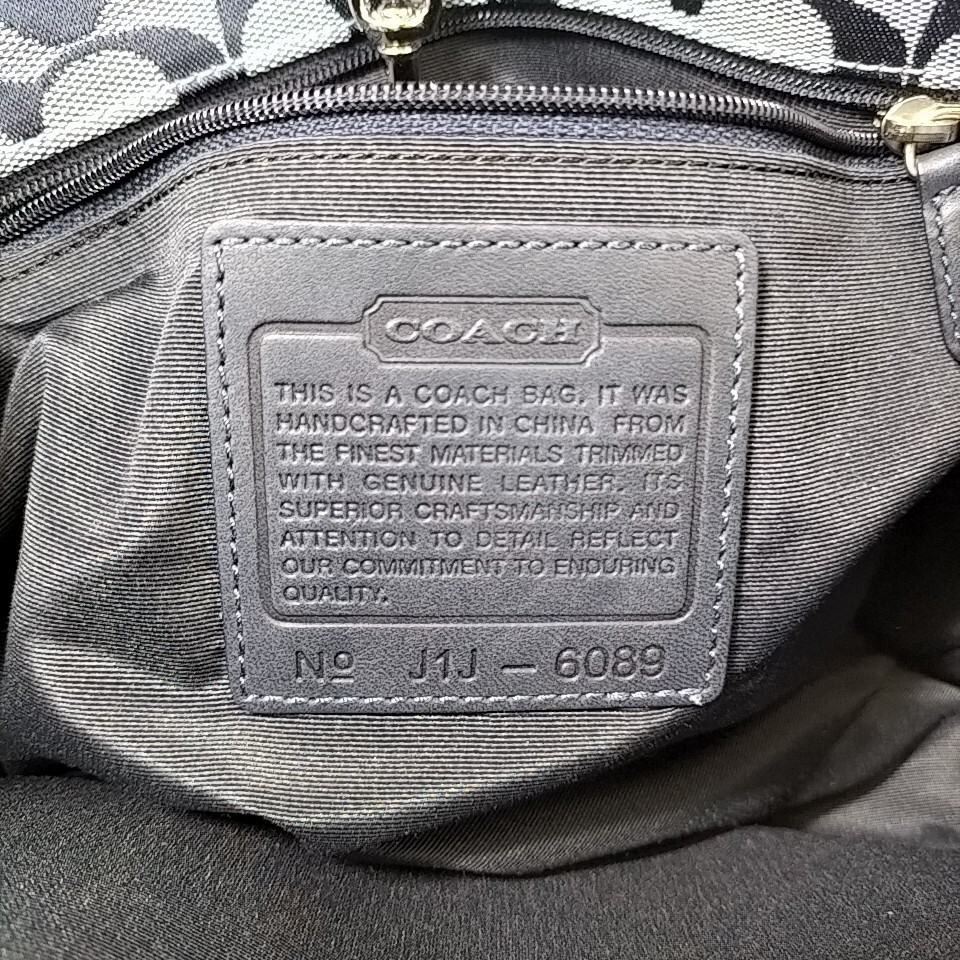 COACH
THIS IS A COACH BAG. IT WAS
HANDCRAFTED IN CHINA FROM
THE FINEST MATERIALS TRIMMED
WITH GENUINE LEATHER. ITS
SUPERIOR CRAFTSMANSHIP AND
ATTENTION TO DETAIL REFLECT
OUR COMMITMENT TO ENDURING
QUALITY.
Nº J1J – 6089